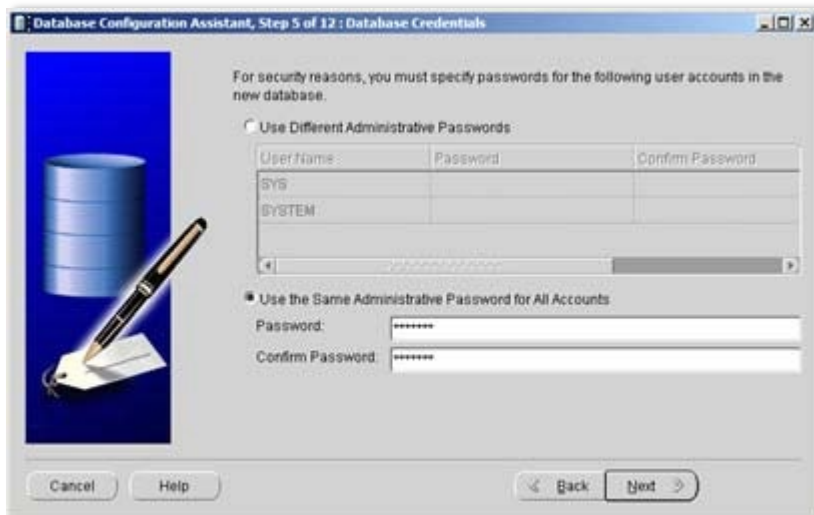 Database Configuration Assistant, Step 5 of 12 : Database Credentials
For security reasons, you must specify passwords for the following user accounts in the
new database.
Use Different Administrative Passwords
User Name Password Confirm Password
SYS
SYSTEM
Use the Same Administrative Password for All Accounts
Password: *******
Confirm Password: *******
Cancel Help Back Next